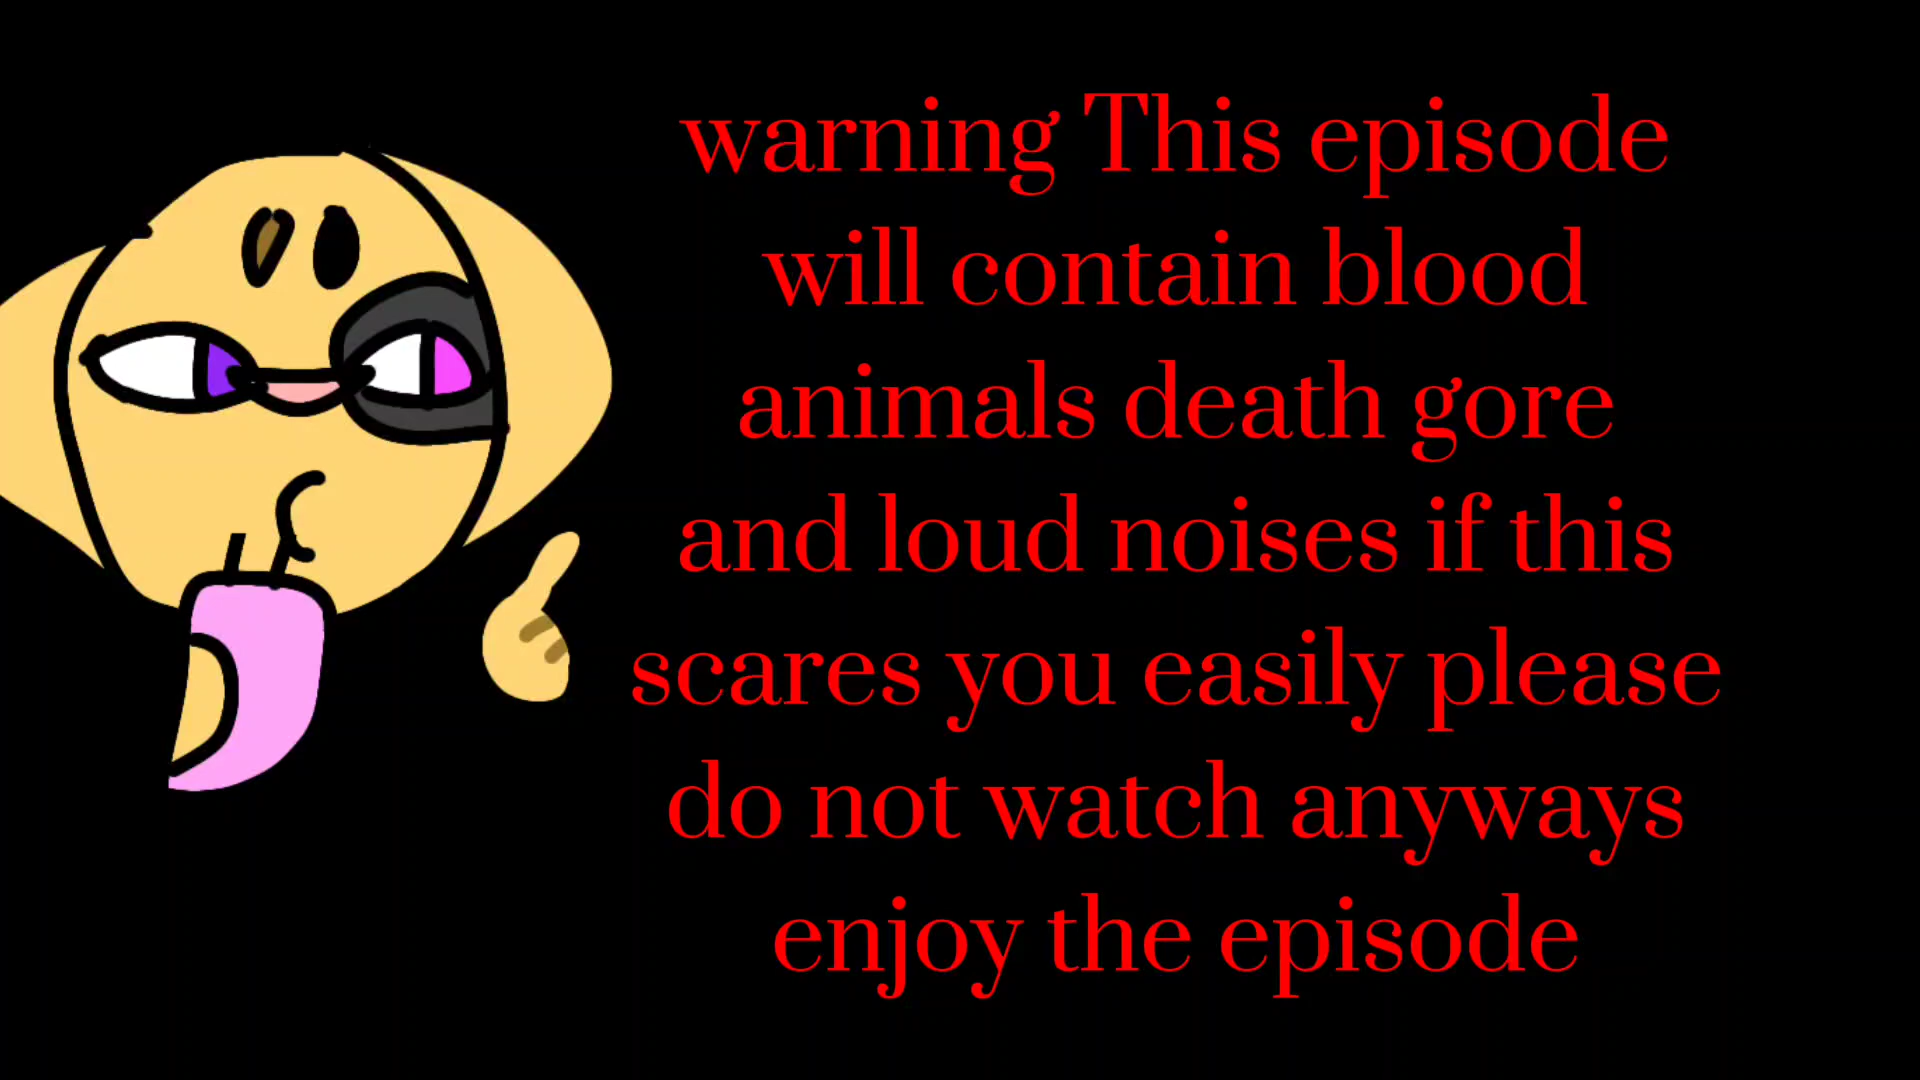 warning This episode
will contain blood
animals death gore
and loud noises if this
scares you easily please
do not watch anyways
enjoy the episode